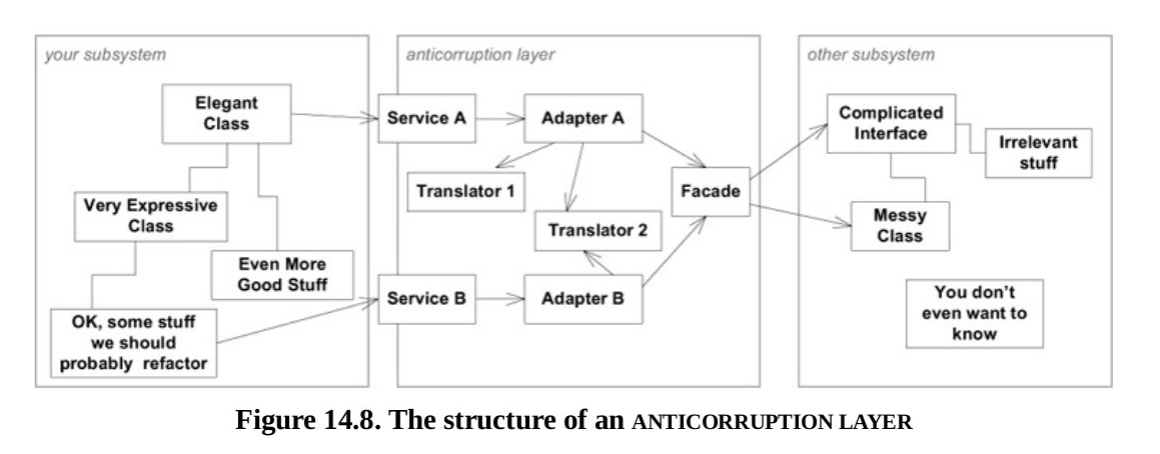 your subsystem
anticorruption layer
other subsystem
Elegant
Class
Service A
Adapter A
Complicated
Interface
Irrelevant
stuff
Translator 1
Facade
Very Expressive
Class
Translator 2
Messy
Class
Even More
Good Stuff
Service B
Adapter B
You don't
even want to
know
OK, some stuff
we should
probably refactor
Figure 14.8. The structure of an ANTICORRUPTION LAYER